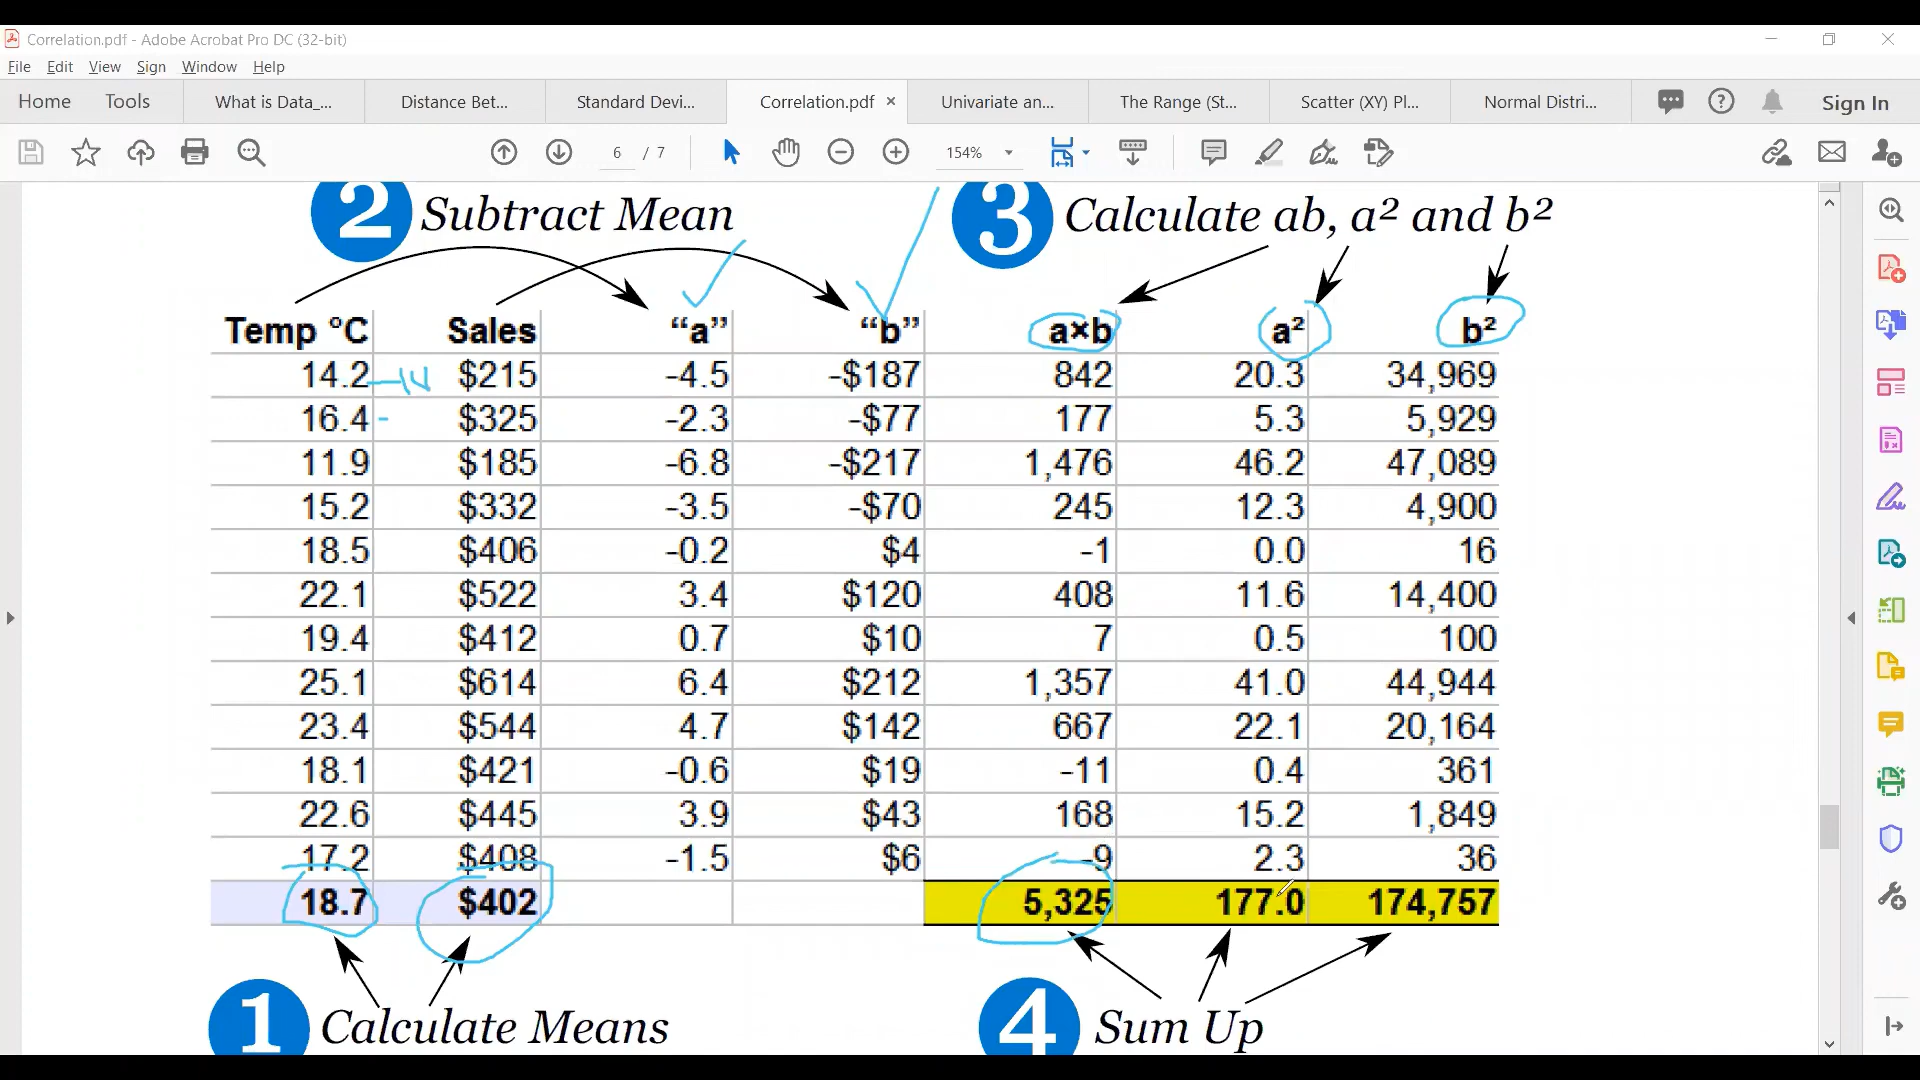 Correlation.pdf - Adobe Acrobat Pro DC (32-bit)
File Edit View Sign Window Help
Home Tools What is Data_... Distance Bet... Standard Devi... Correlation.pdf × Univariate an... The Range (St... Scatter (XY) Pl... Normal Distri... Sign In
6 / 7 154%
2 Subtract Mean 3 Calculate ab, a² and b²
Temp °C Sales “a” “b” a×b a² b²
14.2 –14 $215 -4.5 -$187 842 20.3 34,969
16.4 - $325 -2.3 -$77 177 5.3 5,929
11.9 $185 -6.8 -$217 1,476 46.2 47,089
15.2 $332 -3.5 -$70 245 12.3 4,900
18.5 $406 -0.2 $4 -1 0.0 16
22.1 $522 3.4 $120 408 11.6 14,400
19.4 $412 0.7 $10 7 0.5 100
25.1 $614 6.4 $212 1,357 41.0 44,944
23.4 $544 4.7 $142 667 22.1 20,164
18.1 $421 -0.6 $19 -11 0.4 361
22.6 $445 3.9 $43 168 15.2 1,849
17.2 $408 -1.5 $6 -9 2.3 36
18.7 $402 5,325 177.0 174,757
1 Calculate Means 4 Sum Up